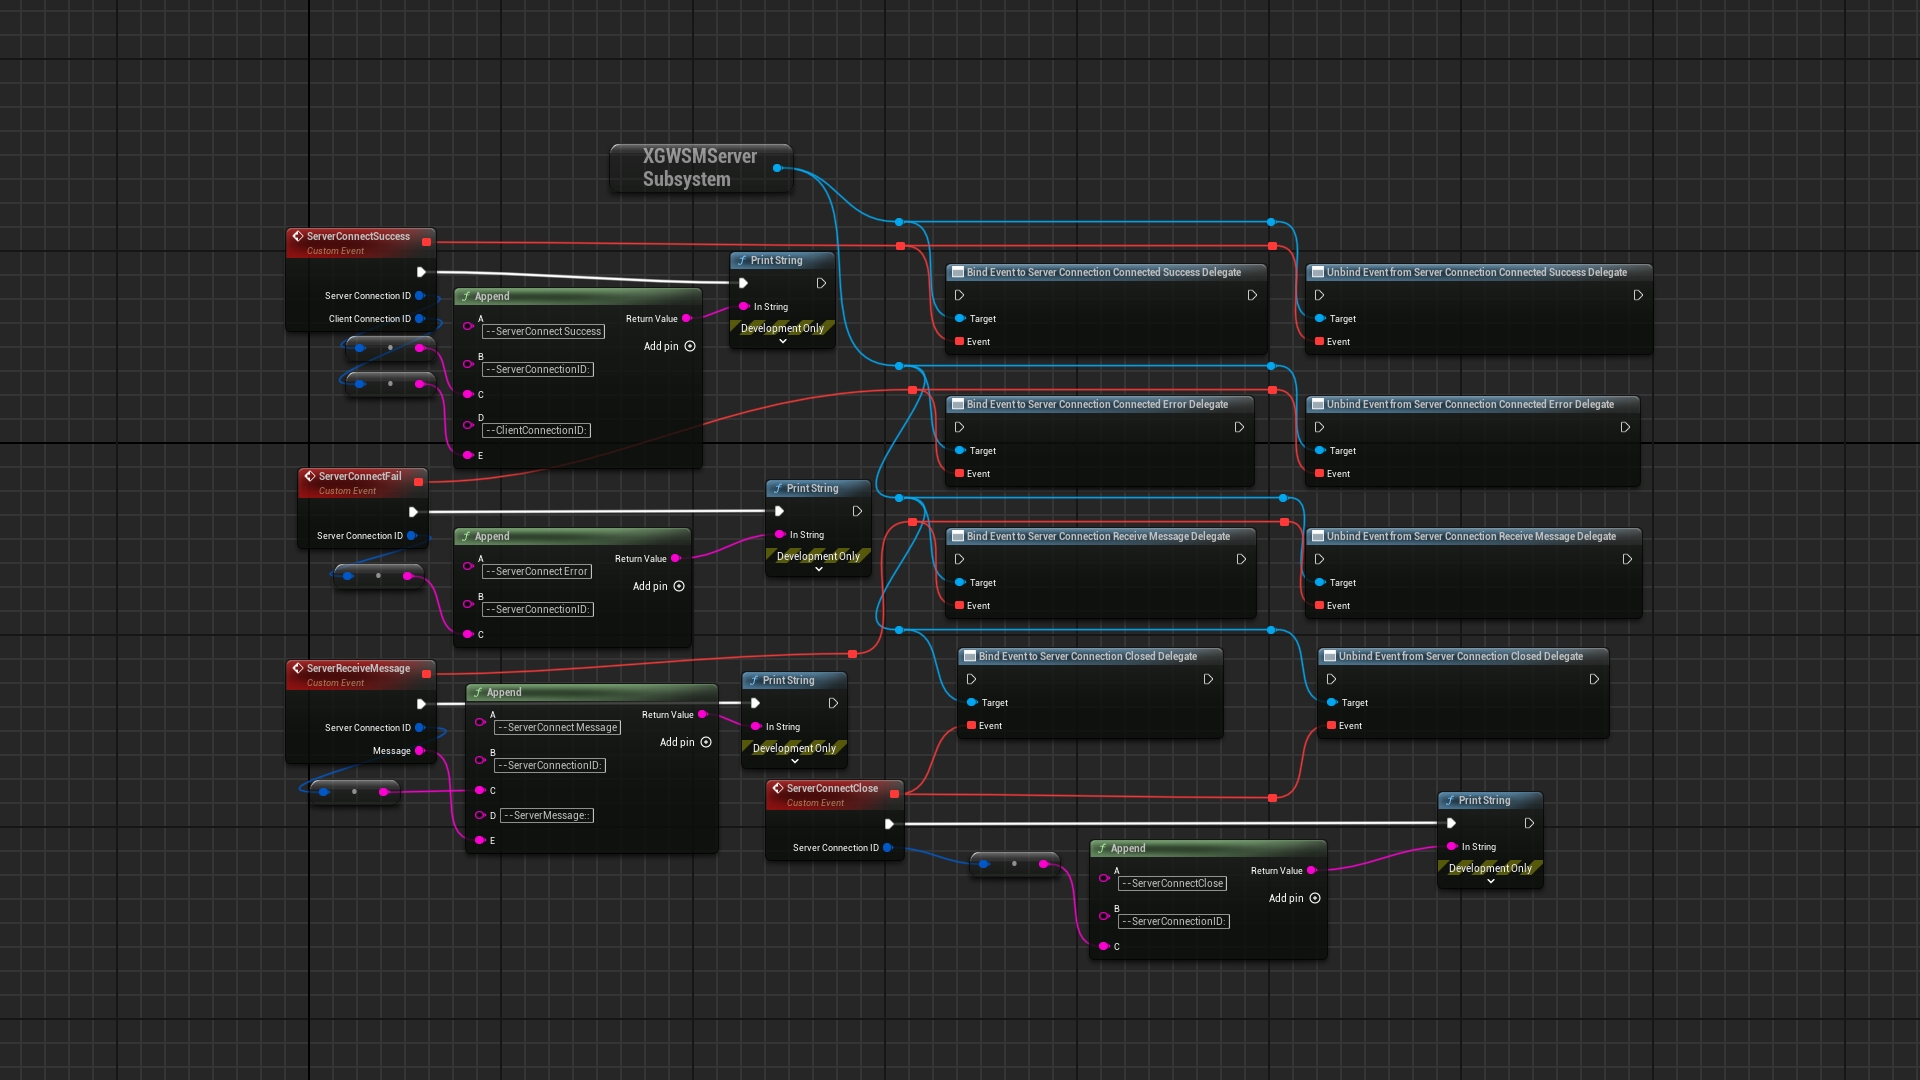 XGWSMServer
Subsystem
ServerConnectSuccess
Custom Event
Server Connection ID
Client Connection ID
Append
A
--ServerConnect Success
B
--ServerConnectionID:
C
D
--ClientConnectionID:
E
Return Value
Add pin
Print String
In String
Development Only
Bind Event to Server Connection Connected Success Delegate
Target
Event
Unbind Event from Server Connection Connected Success Delegate
Target
Event
ServerConnectFail
Custom Event
Server Connection ID
Append
A
--ServerConnect Error
B
--ServerConnectionID:
C
Return Value
Add pin
Print String
In String
Development Only
Bind Event to Server Connection Connected Error Delegate
Target
Event
Unbind Event from Server Connection Connected Error Delegate
Target
Event
ServerReceiveMessage
Custom Event
Server Connection ID
Message
Append
A
--ServerConnect Message
B
--ServerConnectionID:
C
D
--ServerMessage::
E
Return Value
Add pin
Print String
In String
Development Only
Bind Event to Server Connection Receive Message Delegate
Target
Event
Unbind Event from Server Connection Receive Message Delegate
Target
Event
Bind Event to Server Connection Closed Delegate
Target
Event
Unbind Event from Server Connection Closed Delegate
Target
Event
ServerConnectClose
Custom Event
Server Connection ID
Append
A
--ServerConnectClose
B
--ServerConnectionID:
C
Return Value
Add pin
Print String
In String
Development Only